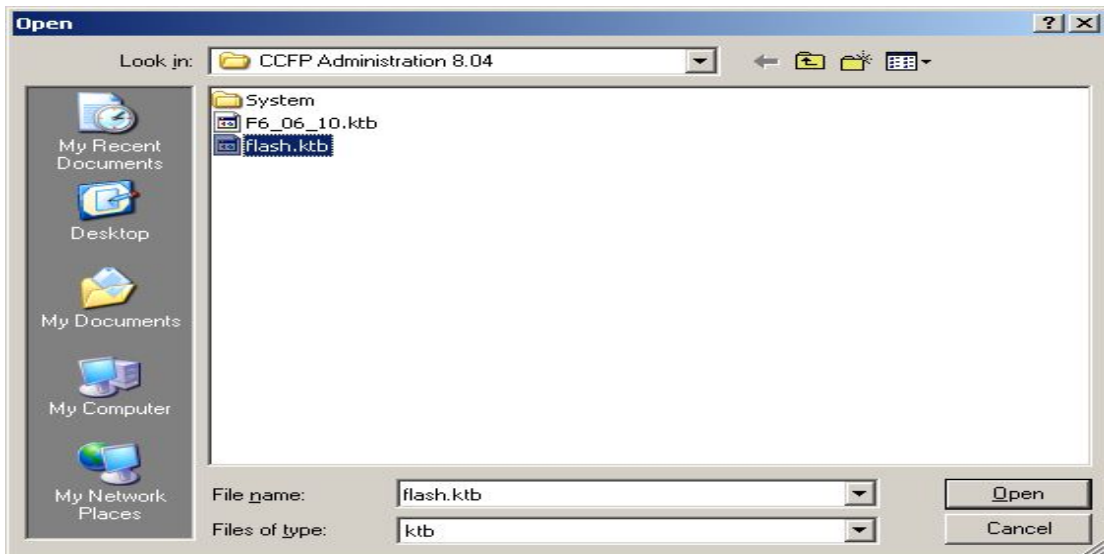 Open
Look in:
CCFP Administration 8.04
My Recent
Documents
Desktop
My Documents
My Computer
My Network
Places
System
F6_06_10.ktb
flash.ktb
File name:
flash.ktb
Open
Files of type:
ktb
Cancel